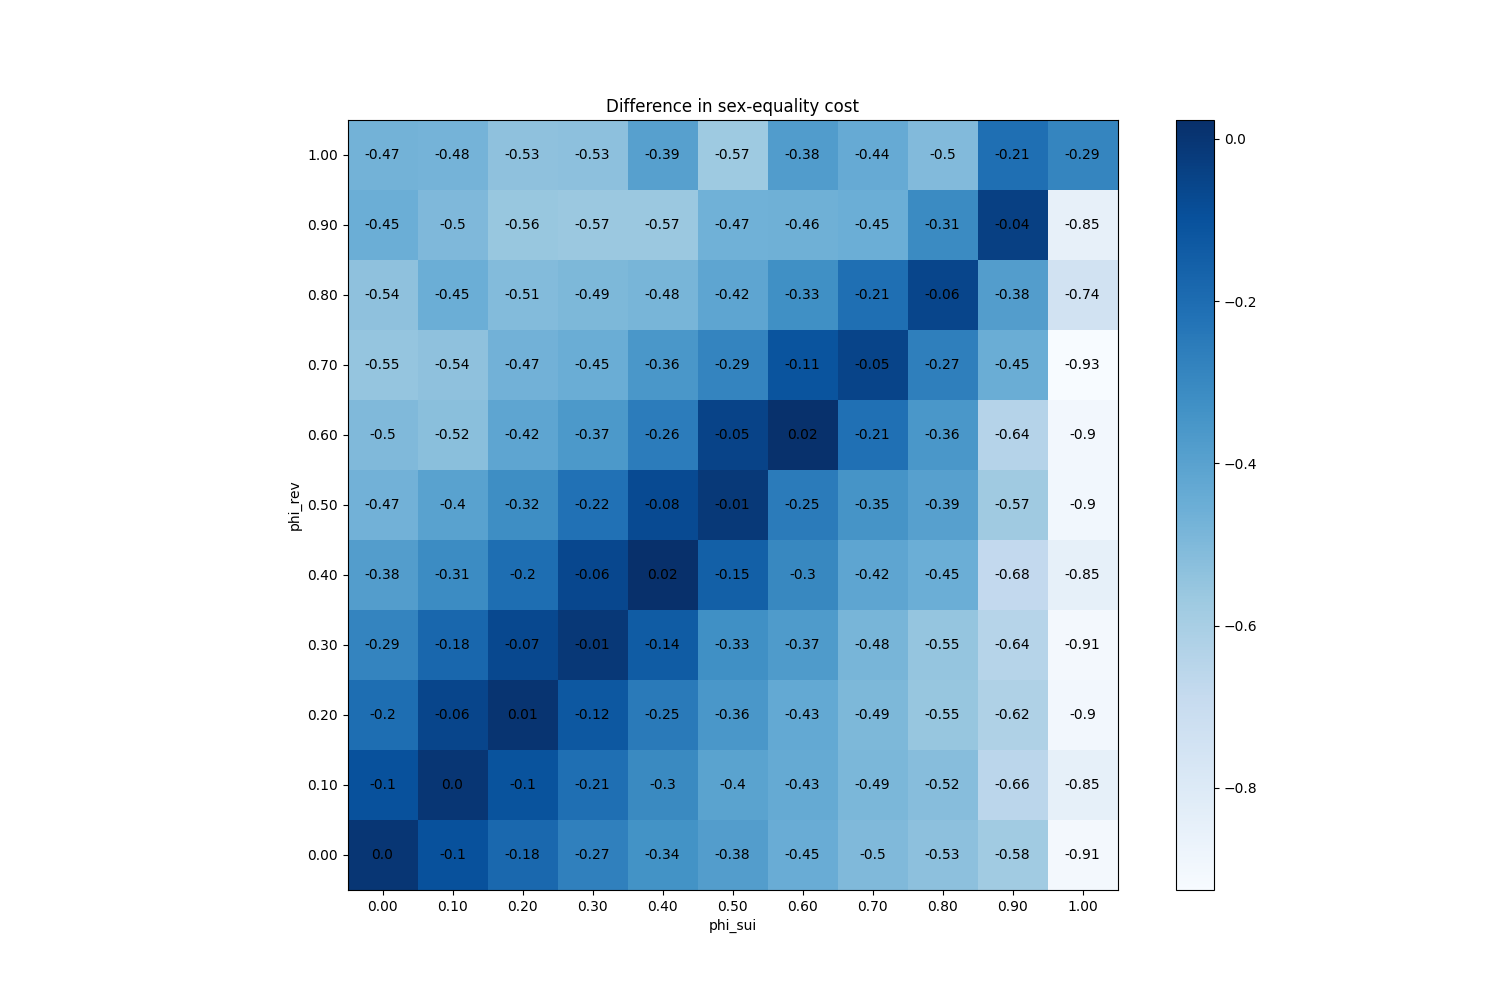 Difference in sex-equality cost
1.00 -0.47 -0.48 -0.53 -0.53 -0.39 -0.57 -0.38 -0.44 -0.5 -0.21 -0.29
0.90 -0.45 -0.5 -0.56 -0.57 -0.57 -0.47 -0.46 -0.45 -0.31 -0.04 -0.85
0.80 -0.54 -0.45 -0.51 -0.49 -0.48 -0.42 -0.33 -0.21 -0.06 -0.38 -0.74
0.70 -0.55 -0.54 -0.47 -0.45 -0.36 -0.29 -0.11 -0.05 -0.27 -0.45 -0.93
0.60 -0.5 -0.52 -0.42 -0.37 -0.26 -0.05 0.02 -0.21 -0.36 -0.64 -0.9
0.50 -0.47 -0.4 -0.32 -0.22 -0.08 -0.01 -0.25 -0.35 -0.39 -0.57 -0.9
0.40 -0.38 -0.31 -0.2 -0.06 0.02 -0.15 -0.3 -0.42 -0.45 -0.68 -0.85
0.30 -0.29 -0.18 -0.07 -0.01 -0.14 -0.33 -0.37 -0.48 -0.55 -0.64 -0.91
0.20 -0.2 -0.06 0.01 -0.12 -0.25 -0.36 -0.43 -0.49 -0.55 -0.62 -0.9
0.10 -0.1 0.0 -0.1 -0.21 -0.3 -0.4 -0.43 -0.49 -0.52 -0.66 -0.85
0.00 0.0 -0.1 -0.18 -0.27 -0.34 -0.38 -0.45 -0.5 -0.53 -0.58 -0.91
0.00 0.10 0.20 0.30 0.40 0.50 0.60 0.70 0.80 0.90 1.00
phi_sui
phi_rev
0.0
−0.2
−0.4
−0.6
−0.8